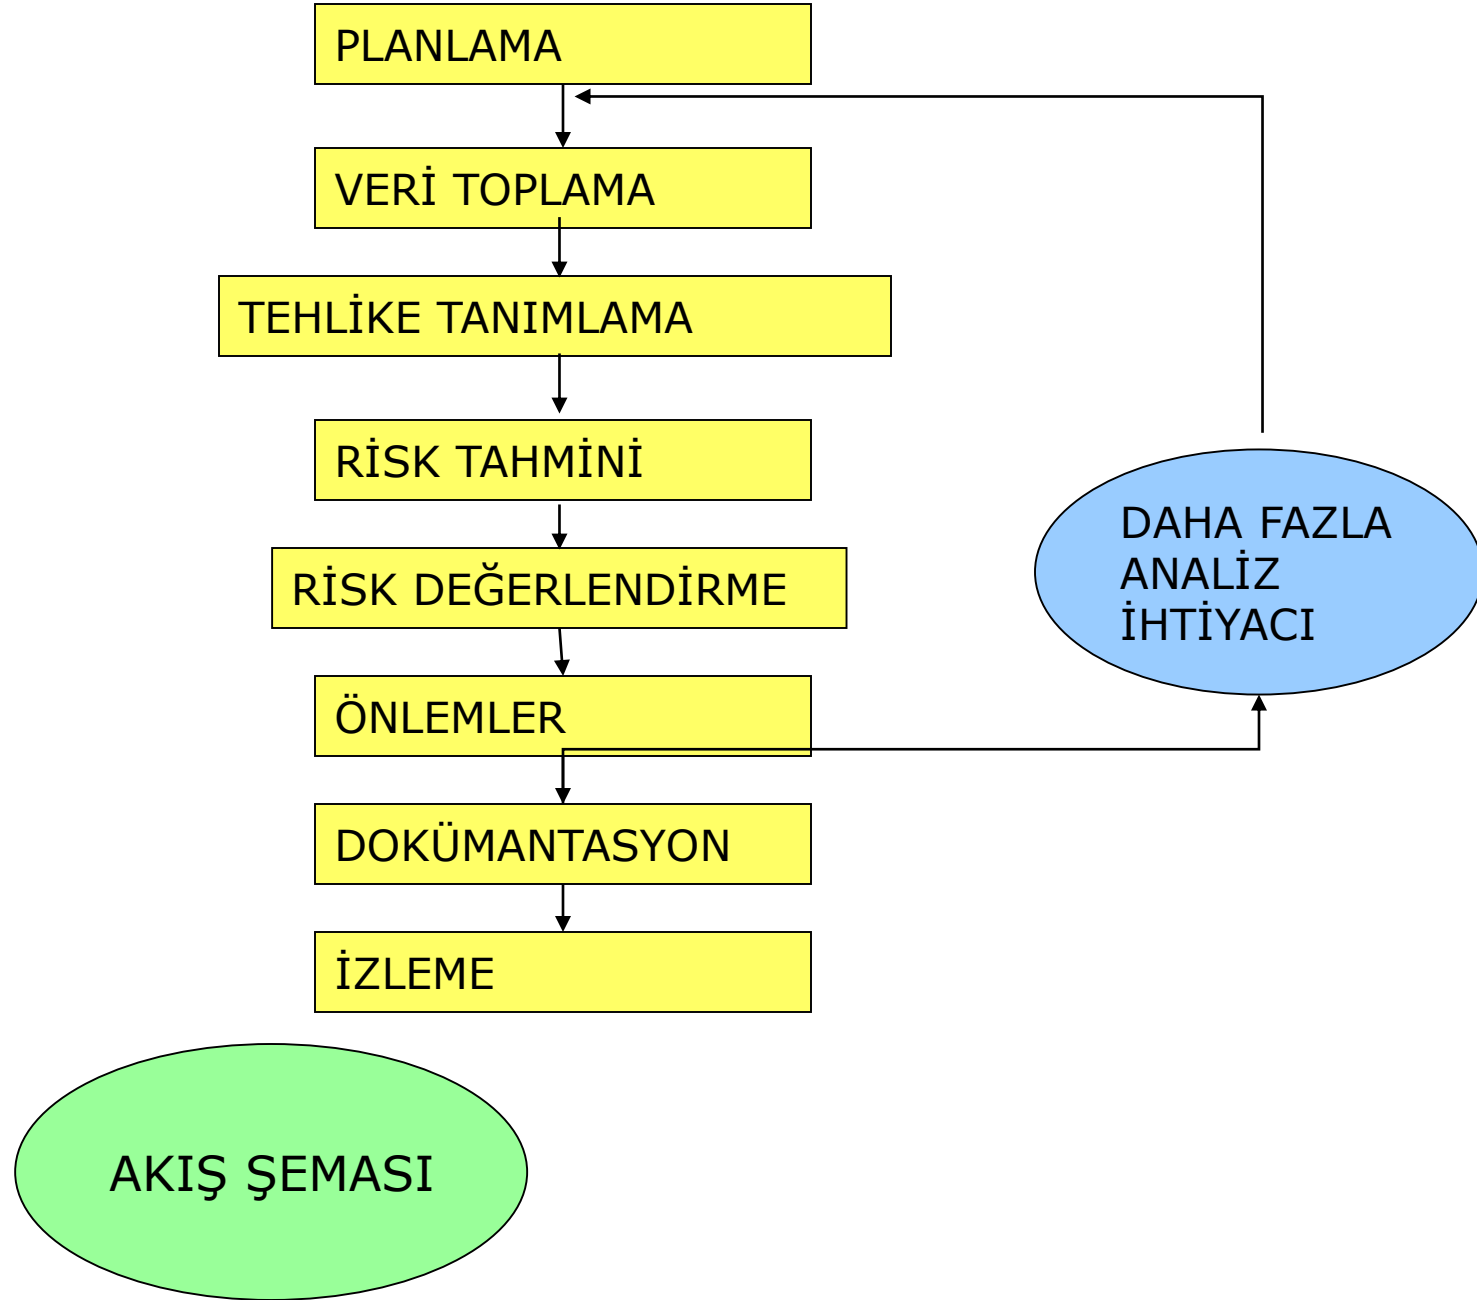 PLANLAMA
VERİ TOPLAMA
TEHLİKE TANIMLAMA
RİSK TAHMİNİ
RİSK DEĞERLENDİRME
ÖNLEMLER
DOKÜMANTASYON
İZLEME
DAHA FAZLA
ANALİZ
İHTİYACI
AKIŞ ŞEMASI